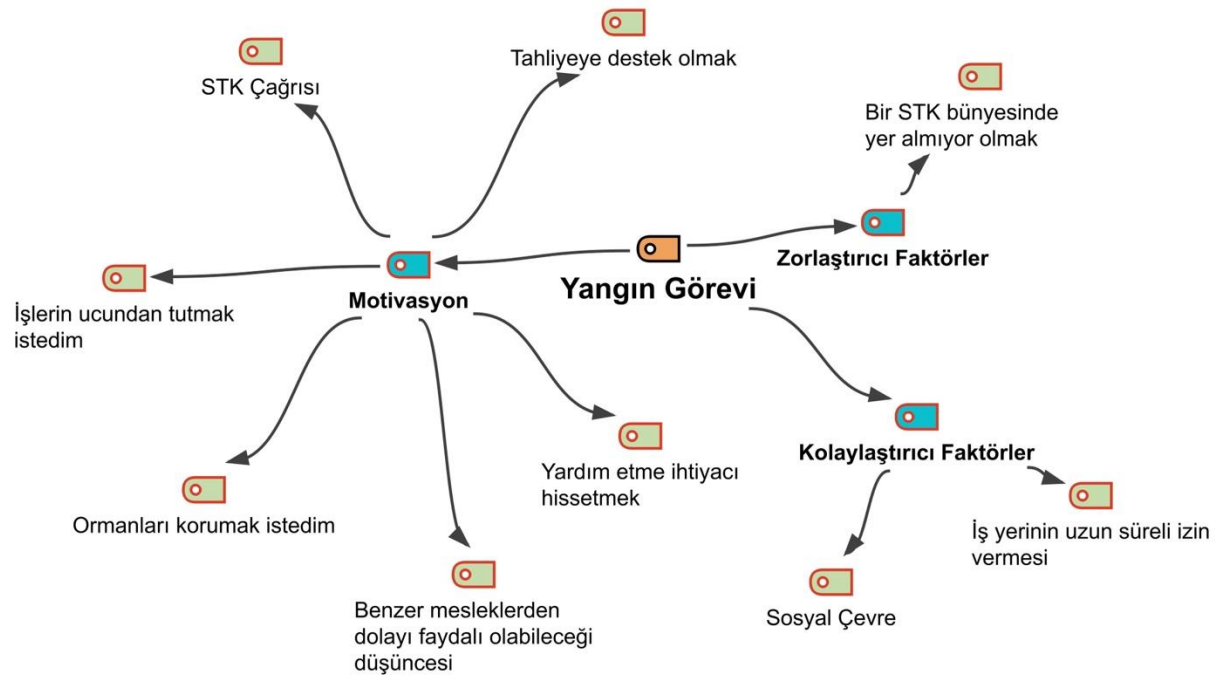 Tahliyeye destek olmak
STK Çağrısı
Bir STK bünyesinde
yer almıyor olmak
Zorlaştırıcı Faktörler
Yangın Görevi
Motivasyon
İşlerin ucundan tutmak
istedim
Kolaylaştırıcı Faktörler
Yardım etme ihtiyacı
hissetmek
Ormanları korumak istedim
İş yerinin uzun süreli izin
vermesi
Benzer mesleklerden
dolayı faydalı olabileceği
düşüncesi
Sosyal Çevre